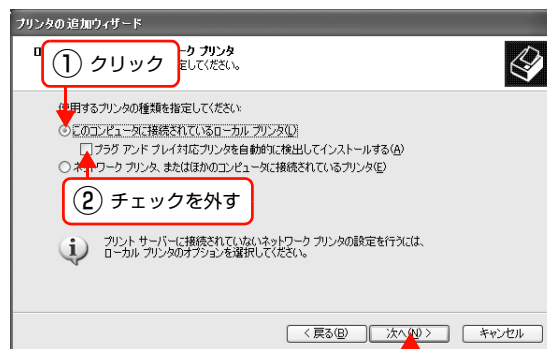 プリンタの追加ウィザード
ーク プリンタ
① クリック
定してください。
使用するプリンタの種類を指定してください:
このコンピュータに接続されているローカル プリンタ(L)
プラグ アンド プレイ対応プリンタを自動的に検出してインストールする(A)
ネットワーク プリンタ、またはほかのコンピュータに接続されているプリンタ(E)
② チェックを外す
プリント サーバーに接続されていないネットワーク プリンタの設定を行うには、
ローカル プリンタのオプションを選択してください。
< 戻る(B) 次へ(N) > キャンセル